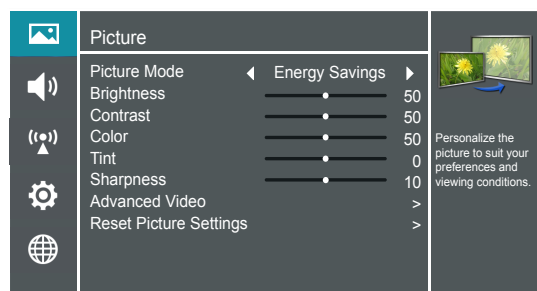 Picture
Picture Mode Energy Savings
Brightness 50
Contrast 50
Color 50
Tint 0
Sharpness 10
Advanced Video >
Reset Picture Settings >
Personalize the
picture to suit your
preferences and
viewing conditions.